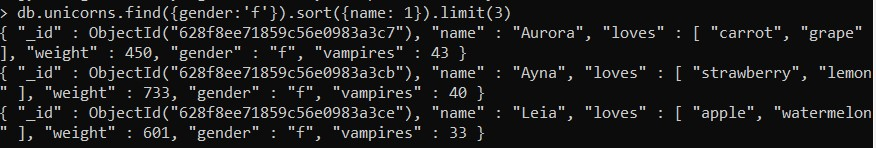 > db.unicorns.find({gender:'f'}).sort({name: 1}).limit(3)
{ "_id" : ObjectId("628f8ee71859c56e0983a3c7"), "name" : "Aurora", "loves" : [ "carrot", "grape"
], "weight" : 450, "gender" : "f", "vampires" : 43 }
{ "_id" : ObjectId("628f8ee71859c56e0983a3cb"), "name" : "Ayna", "loves" : [ "strawberry", "lemon
" ], "weight" : 733, "gender" : "f", "vampires" : 40 }
{ "_id" : ObjectId("628f8ee71859c56e0983a3ce"), "name" : "Leia", "loves" : [ "apple", "watermelon
" ], "weight" : 601, "gender" : "f", "vampires" : 33 }